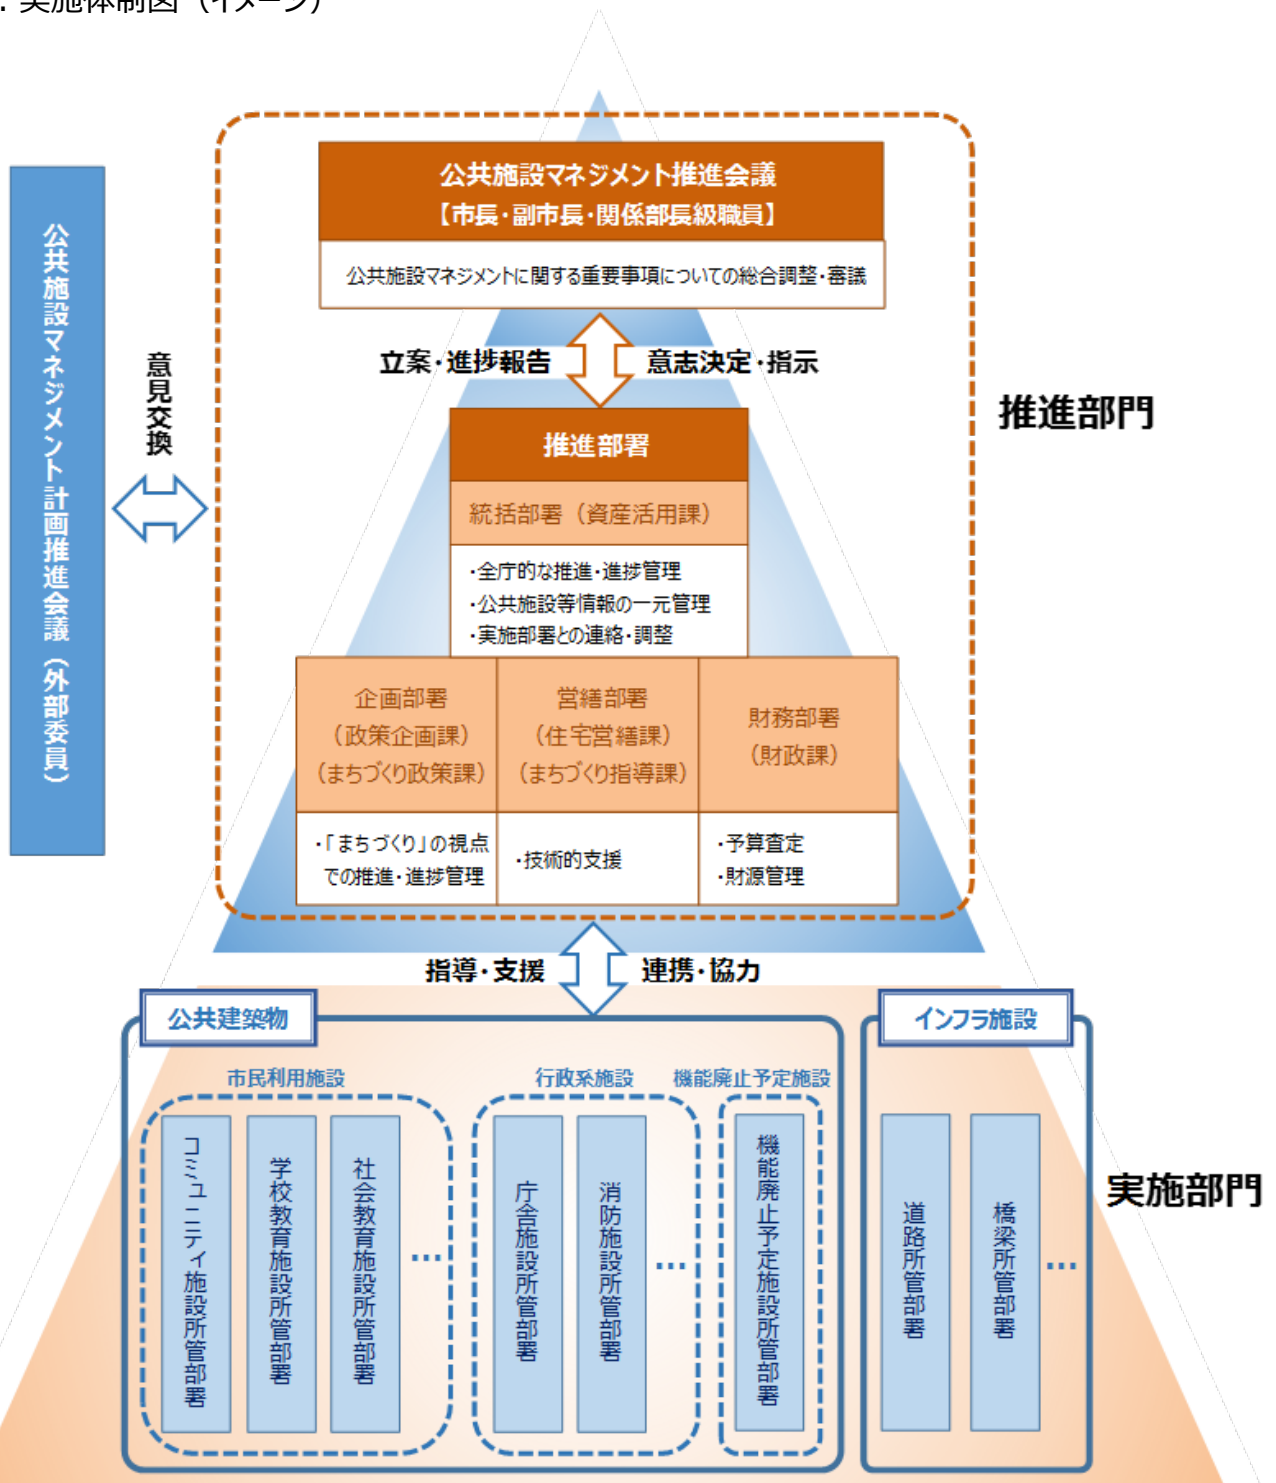 . 実施体制図（イメージ）
公共施設マネジメント推進会議
【市長・副市長・関係部長級職員】
公共施設マネジメントに関する重要事項についての総合調整・審議
公共施設マネジメント計画推進会議（外部委員）
意見交換
立案・進捗報告
意志決定・指示
推進部門
推進部署
統括部署（資産活用課）
・全庁的な推進・進捗管理
・公共施設等情報の一元管理
・実施部署との連絡・調整
企画部署
（政策企画課）
（まちづくり政策課）
・「まちづくり」の視点
での推進・進捗管理
営繕部署
（住宅営繕課）
（まちづくり指導課）
・技術的支援
財務部署
（財政課）
・予算査定
・財源管理
指導・支援
連携・協力
公共建築物
市民利用施設
コミュニティ施設所管部署
学校教育施設所管部署
社会教育施設所管部署
…
行政系施設
庁舎施設所管部署
消防施設所管部署
…
機能廃止予定施設
機能廃止予定施設所管部署
インフラ施設
道路所管部署
橋梁所管部署
…
実施部門